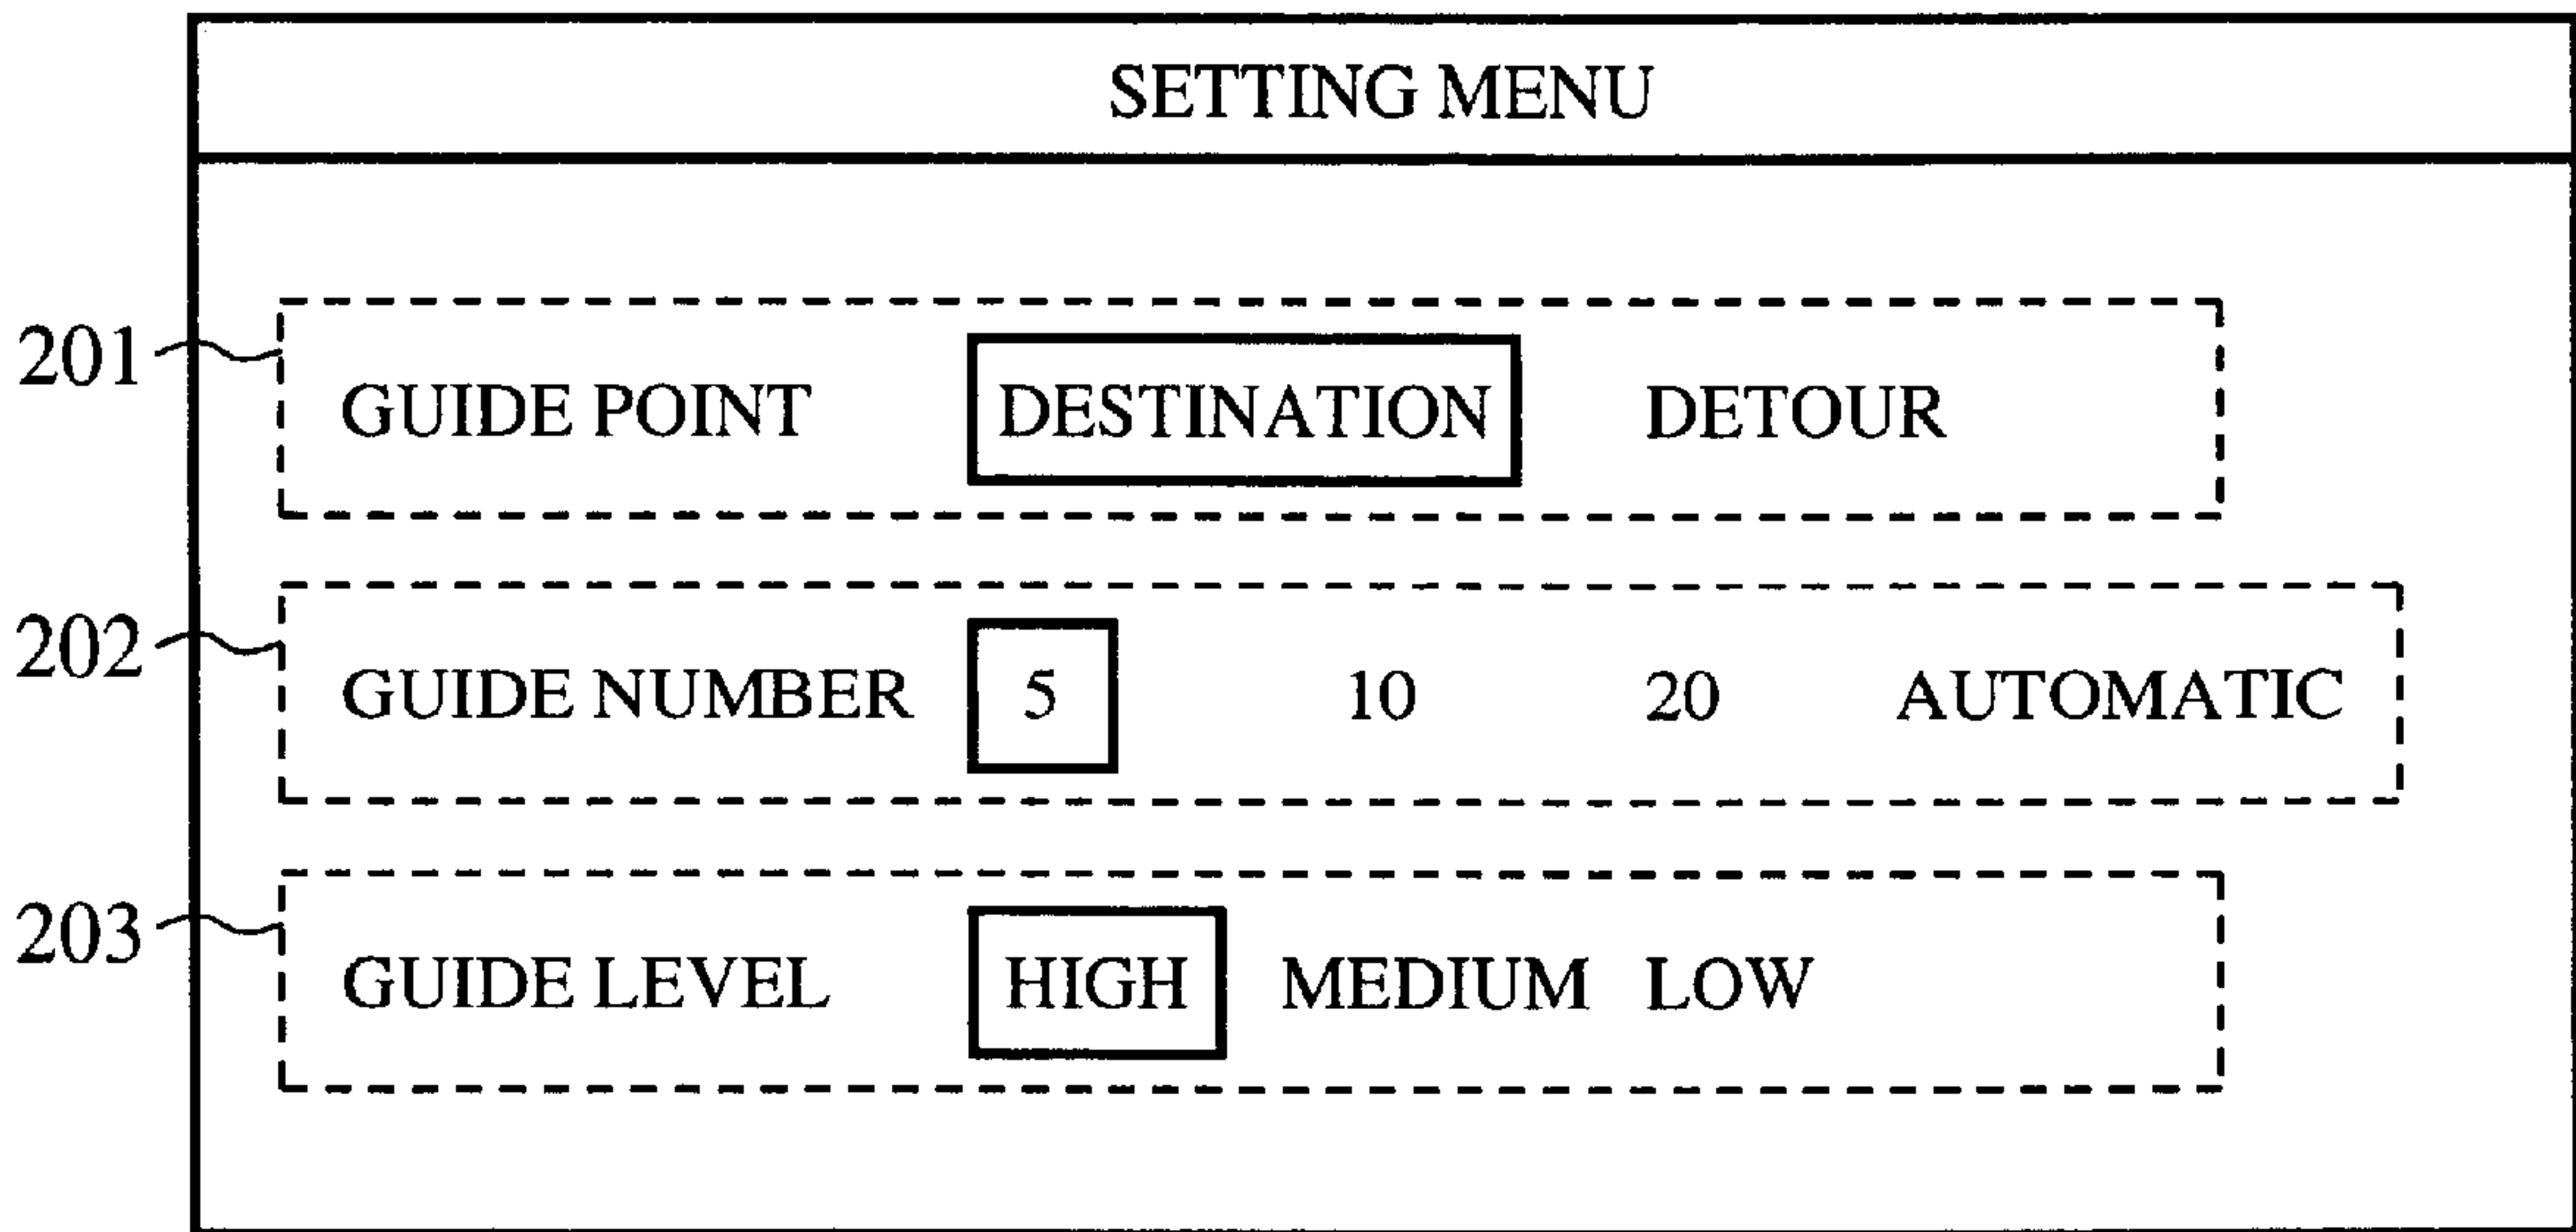 SETTING MENU
201
GUIDE POINT DESTINATION DETOUR
202
GUIDE NUMBER 5 10 20 AUTOMATIC
203
GUIDE LEVEL HIGH MEDIUM LOW